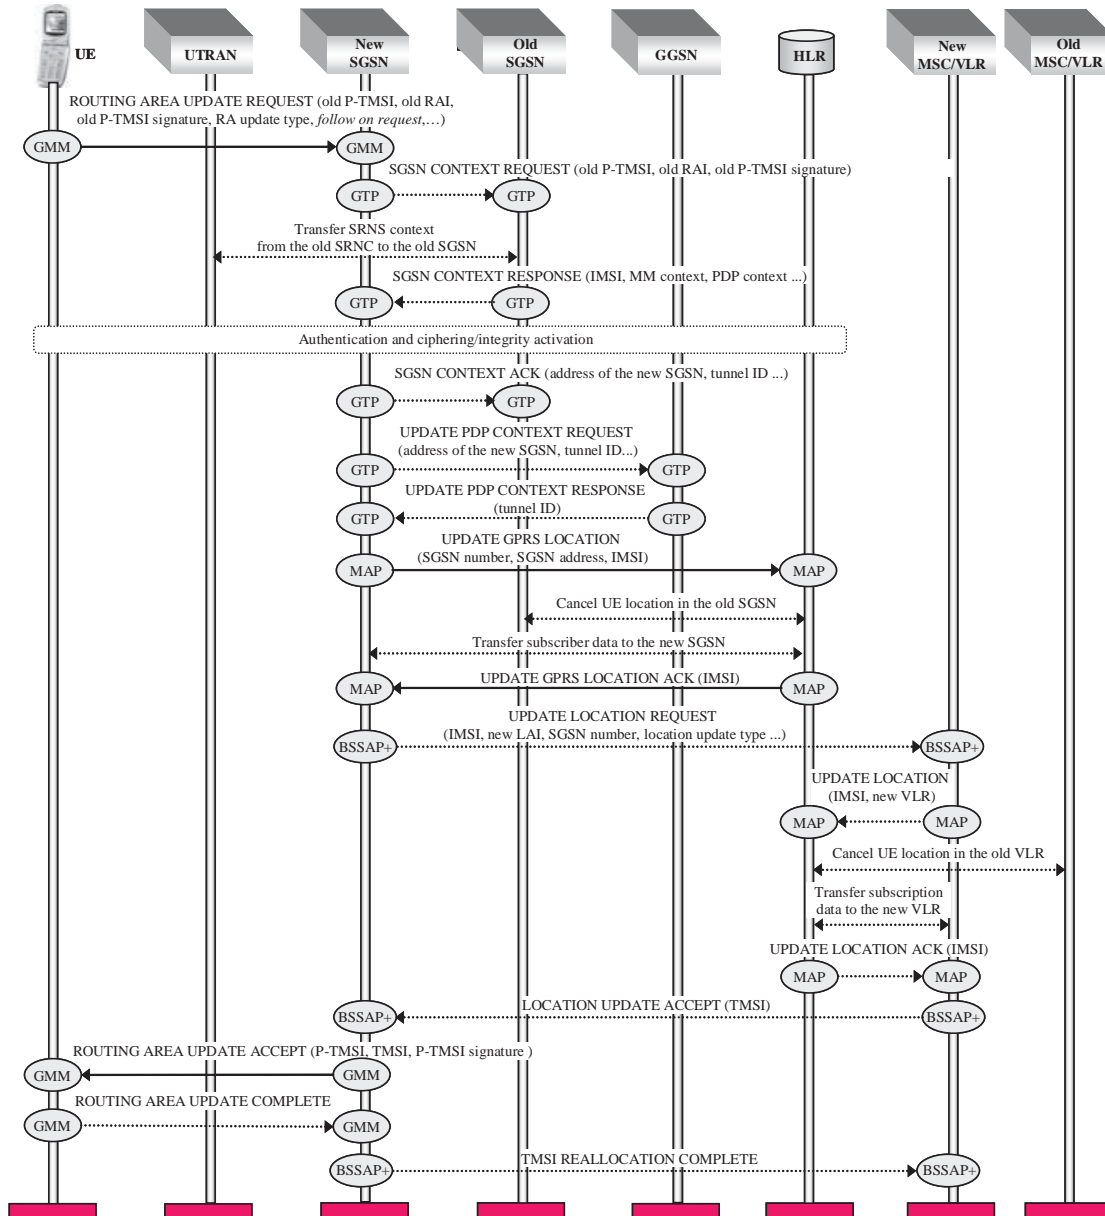 UE
UTRAN
New
SGSN
Old
SGSN
GGSN
HLR
New
MSC/VLR
Old
MSC/VLR
ROUTING AREA UPDATE REQUEST (old P-TMSI, old RAI,
old P-TMSI signature, RA update type, follow on request,…)
GMM
GMM
SGSN CONTEXT REQUEST (old P-TMSI, old RAI, old P-TMSI signature)
GTP
GTP
Transfer SRNS context
from the old SRNC to the old SGSN
SGSN CONTEXT RESPONSE (IMSI, MM context, PDP context ...)
GTP
GTP
Authentication and ciphering/integrity activation
SGSN CONTEXT ACK (address of the new SGSN, tunnel ID ...)
GTP
GTP
UPDATE PDP CONTEXT REQUEST
(address of the new SGSN, tunnel ID...)
GTP
GTP
UPDATE PDP CONTEXT RESPONSE
(tunnel ID)
GTP
GTP
UPDATE GPRS LOCATION
(SGSN number, SGSN address, IMSI)
MAP
MAP
Cancel UE location in the old SGSN
Transfer subscriber data to the new SGSN
UPDATE GPRS LOCATION ACK (IMSI)
MAP
MAP
UPDATE LOCATION REQUEST
(IMSI, new LAI, SGSN number, location update type ...)
BSSAP+
BSSAP+
UPDATE LOCATION
(IMSI, new VLR)
MAP
MAP
Cancel UE location in the old VLR
Transfer subscription
data to the new VLR
UPDATE LOCATION ACK (IMSI)
MAP
MAP
LOCATION UPDATE ACCEPT (TMSI)
BSSAP+
BSSAP+
ROUTING AREA UPDATE ACCEPT (P-TMSI, TMSI, P-TMSI signature )
GMM
GMM
ROUTING AREA UPDATE COMPLETE
GMM
GMM
TMSI REALLOCATION COMPLETE
BSSAP+
BSSAP+